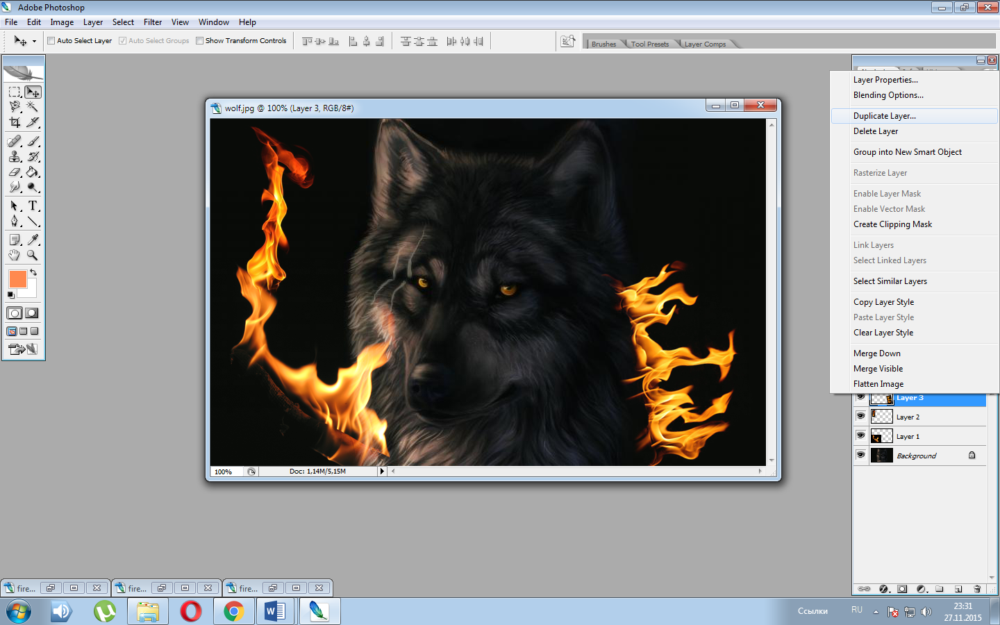 Adobe Photoshop
File Edit Image Layer Select Filter View Window Help
Auto Select Layer Auto Select Groups Show Transform Controls
Brushes Tool Presets Layer Comps
wolf.jpg @ 100% (Layer 3, RGB/8#)
100% Doc: 1,14M/5,15M
Layer Properties...
Blending Options...
Duplicate Layer...
Delete Layer
Group into New Smart Object
Rasterize Layer
Enable Layer Mask
Enable Vector Mask
Create Clipping Mask
Link Layers
Select Linked Layers
Select Similar Layers
Copy Layer Style
Paste Layer Style
Clear Layer Style
Merge Down
Merge Visible
Flatten Image
Layer 3
Layer 2
Layer 1
Background
fire... fire... fire...
Ссылки RU 23:31
27.11.2015